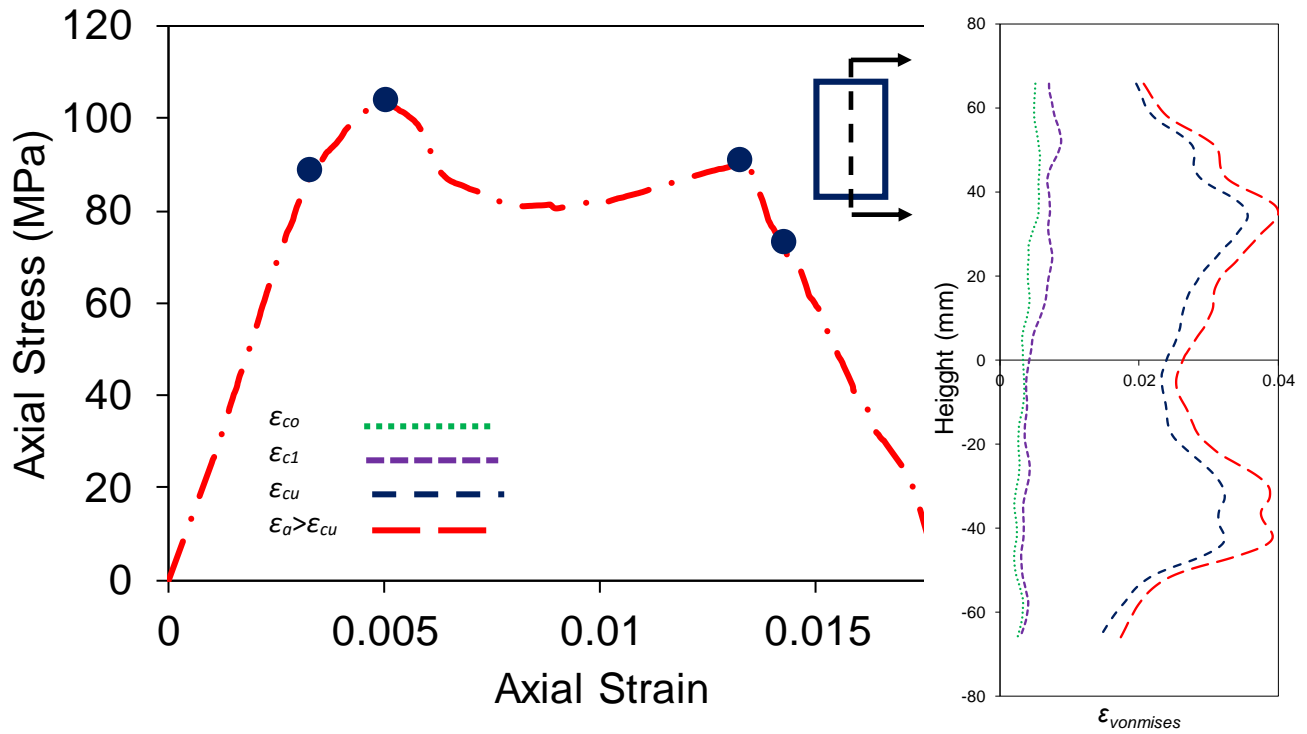 120
100
80
60
40
20
0
Axial Stress (MPa)
0
0.005
0.01
0.015
Axial Strain
εco
εc1
εcu
εa>εcu
80
60
40
20
0
-20
-40
-60
-80
Heigght (mm)
0
0.02
0.04
εvonmises